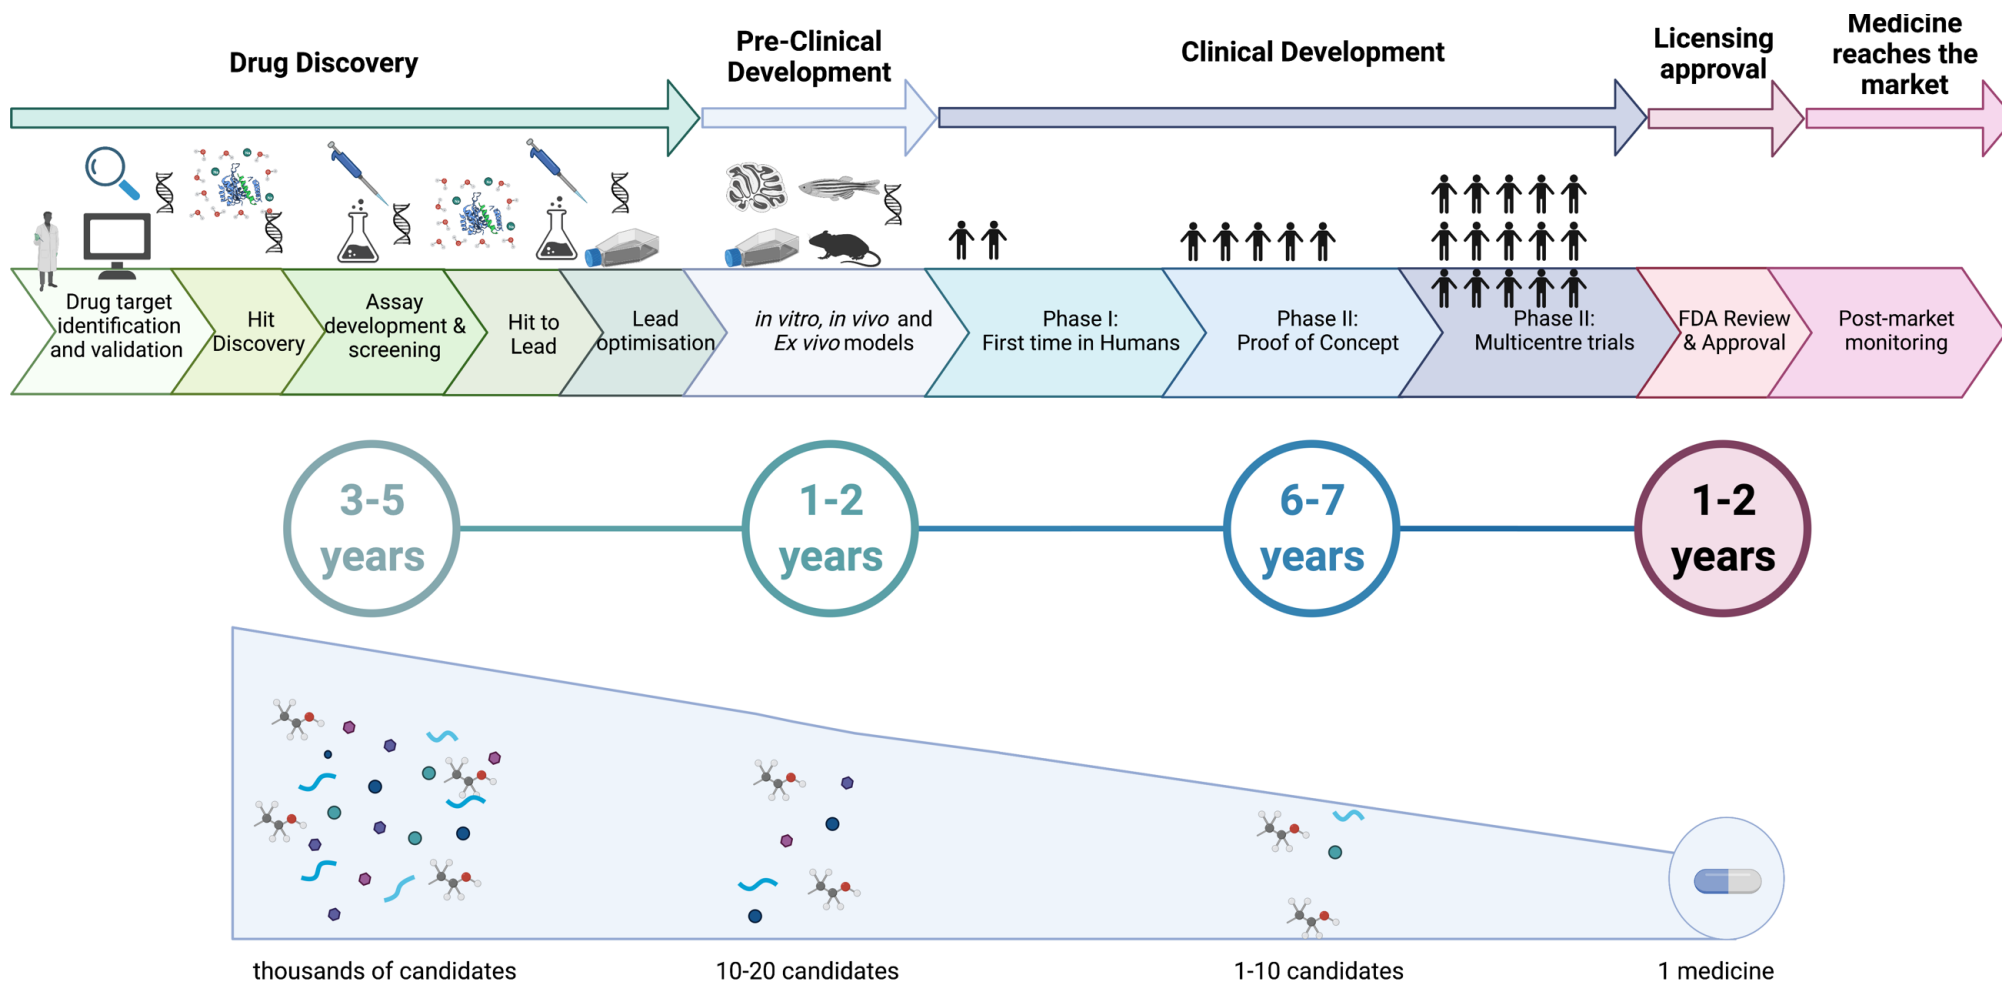 Drug Discovery
Pre-Clinical
Development
Clinical Development
Licensing
approval
Medicine
reaches the
market
Drug target
identification
and validation
Hit
Discovery
Assay
development &
screening
Hit to
Lead
Lead
optimisation
in vitro, in vivo and
Ex vivo models
Phase I:
First time in Humans
Phase II:
Proof of Concept
Phase II:
Multicentre trials
FDA Review
& Approval
Post-market
monitoring
3-5
years
1-2
years
6-7
years
1-2
years
thousands of candidates
10-20 candidates
1-10 candidates
1 medicine